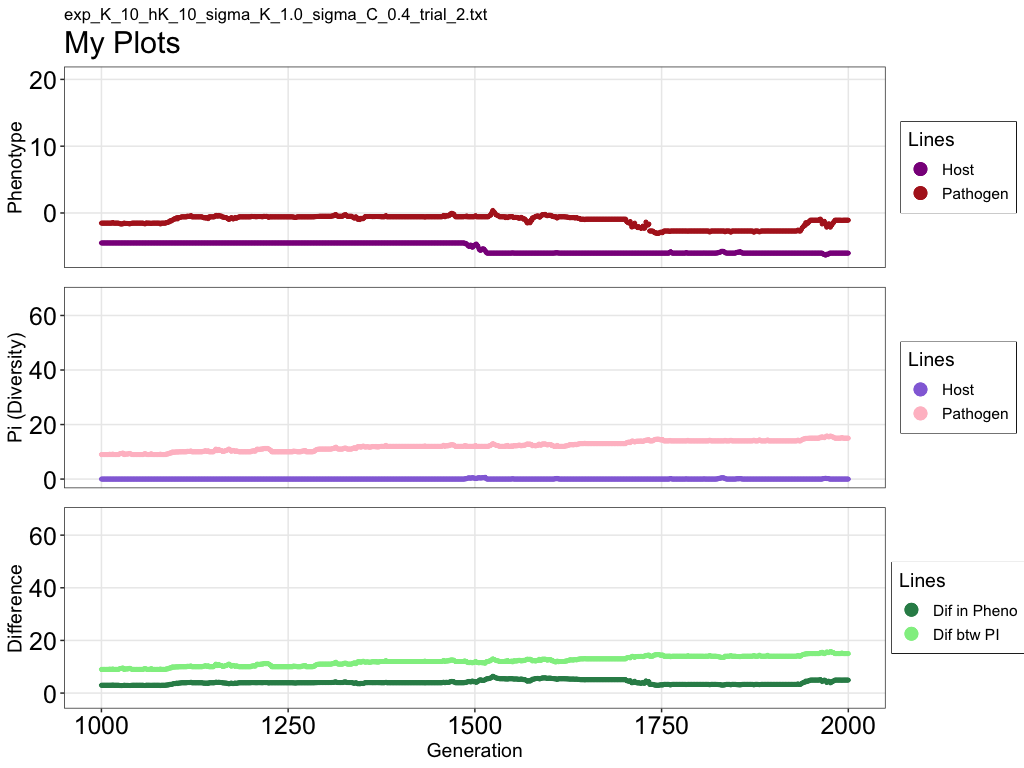 exp_K_10_hK_10_sigma_K_1.0_sigma_C_0.4_trial_2.txt
My Plots
Phenotype
20
10
0
Lines
Host
Pathogen
Pi (Diversity)
60
40
20
0
Lines
Host
Pathogen
Difference
60
40
20
0
Lines
Dif in Pheno
Dif btw PI
1000 1250 1500 1750 2000
Generation